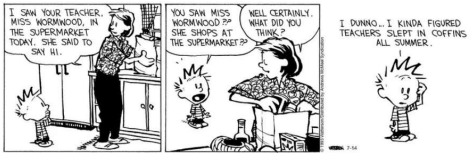 I SAW YOUR TEACHER,
MISS WORMWOOD, IN
THE SUPERMARKET
TODAY. SHE SAID TO
SAY HI.
YOU SAW MISS
WORMWOOD??
SHE SHOPS AT
THE SUPERMARKET??
WELL CERTAINLY.
WHAT DID YOU
THINK?
I DUNNO... I KINDA FIGURED
TEACHERS SLEPT IN COFFINS
ALL SUMMER.
7-14